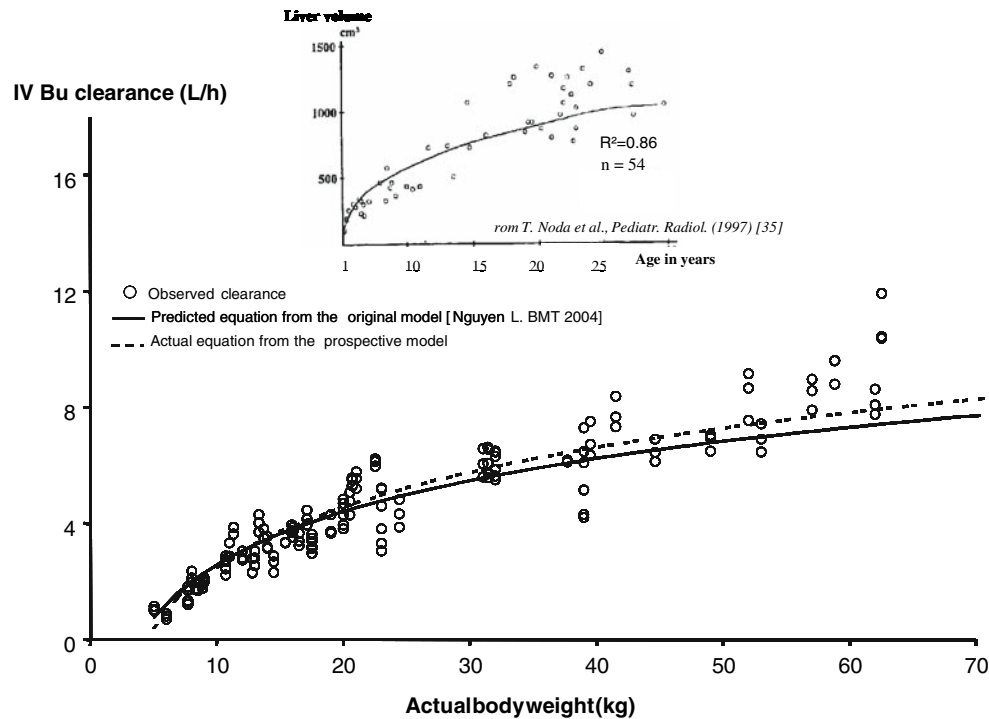 Liver volume
cm³
1500
1000
500
R²=0.86
n = 54
rom T. Noda et al., Pediatr. Radiol. (1997) [35]
1 10 15 20 25
Age in years
IV Bu clearance (L/h)
16
12
8
4
0
Observed clearance
Predicted equation from the original model [Nguyen L. BMT 2004]
Actual equation from the prospective model
0 10 20 30 40 50 60 70
Actualbodyweight(kg)